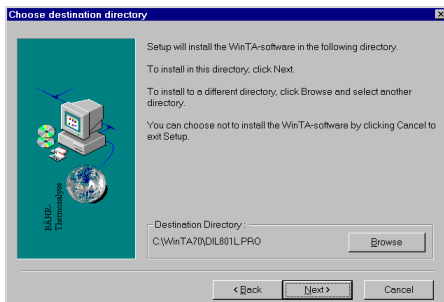 Choose destination directory
Setup will install the WinTA-software in the following directory.
To install in this directory, click Next.
To install to a different directory, click Browse and select another
directory.
You can choose not to install the WinTA-software by clicking Cancel to
exit Setup.
BÄHR-
Thermoanalyse
Destination Directory:
C:\WinTA70\DIL801L.PRO
Browse
< Back
Next >
Cancel